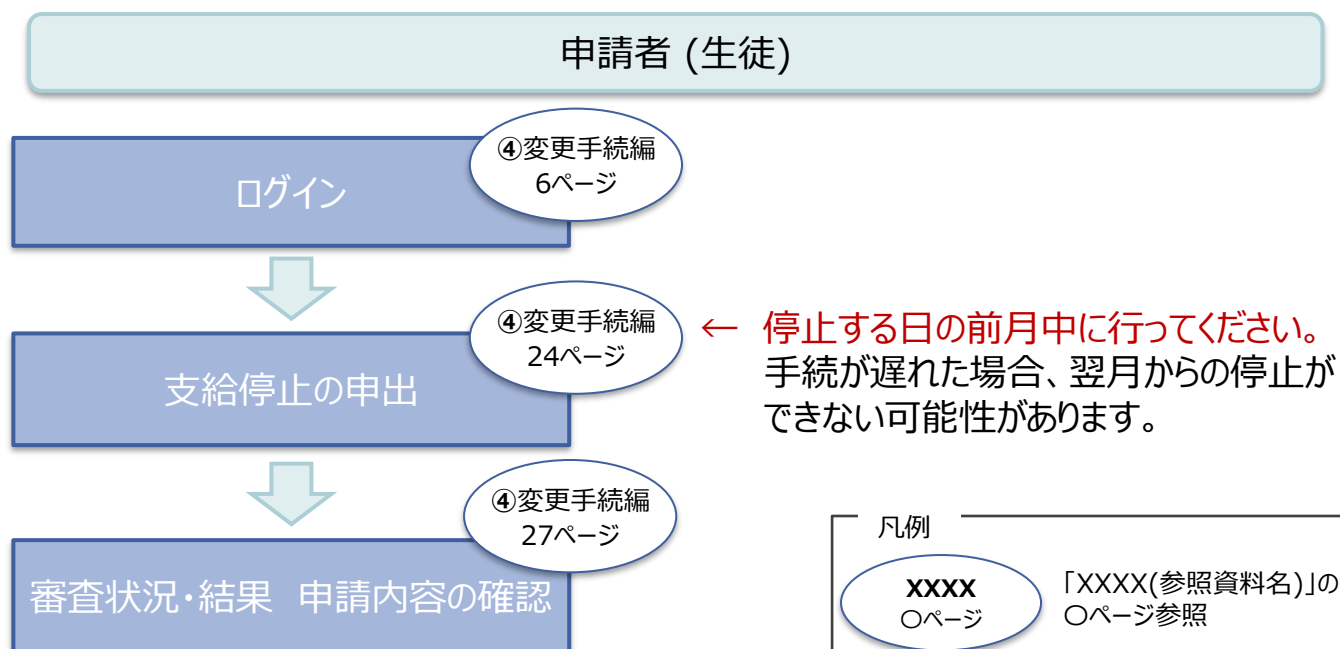 申請者 (生徒)
④変更手続編
6ページ
ログイン
④変更手続編
24ページ
← 停止する日の前月中に行ってください。
手続が遅れた場合、翌月からの停止が
できない可能性があります。
支給停止の申出
④変更手続編
27ページ
審査状況・結果 申請内容の確認
凡例
XXXX
〇ページ
「XXXX(参照資料名)」の
〇ページ参照